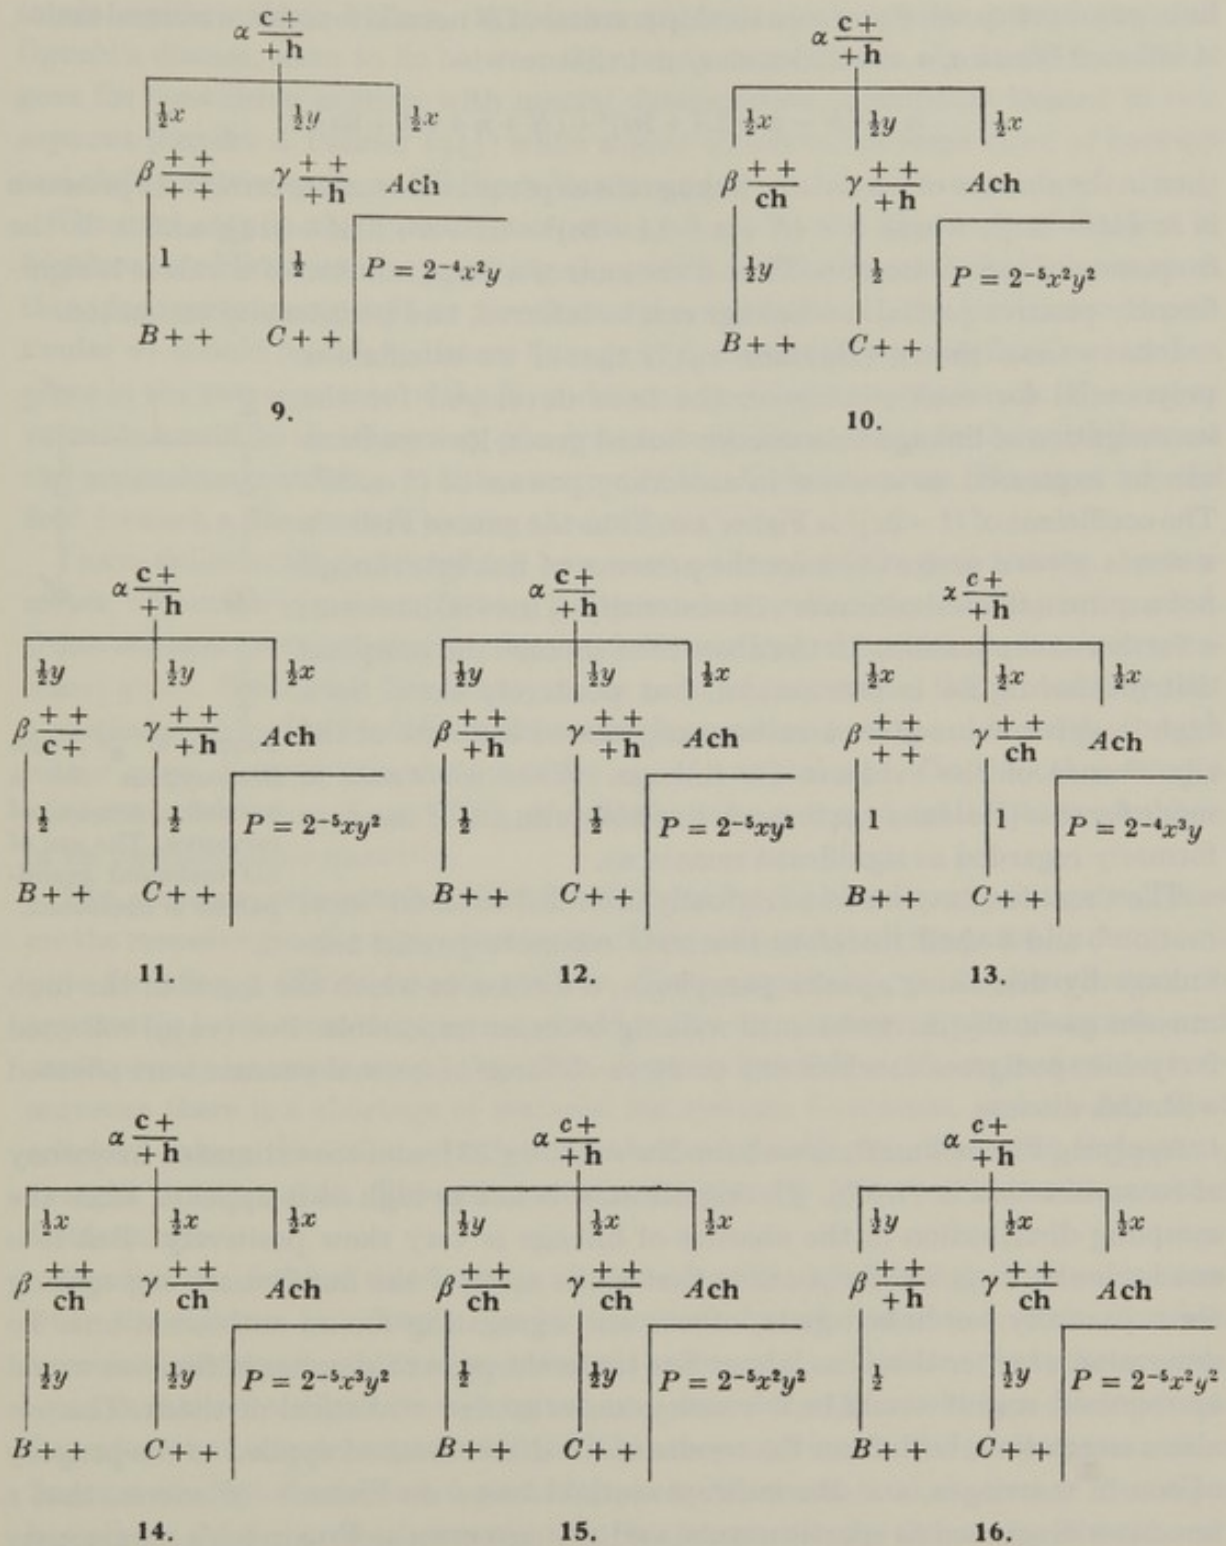 α c + / + h α c + / + h
½x ½y ½x ½x ½y ½x
β + + / + + γ + + / + h Ach β + + / ch γ + + / + h Ach
1 ½ P = 2⁻⁴x²y ½y ½ P = 2⁻⁵x²y²
B + + C + + B + + C + +
9. 10.
α c + / + h α c + / + h x c + / + h
½y ½y ½x ½y ½y ½x ½x ½x ½x
β + + / c + γ + + / + h Ach β + + / + h γ + + / + h Ach β + + / + + γ + + / ch Ach
½ ½ P = 2⁻⁵xy² ½ ½ P = 2⁻⁵xy² 1 1 P = 2⁻⁴x³y
B + + C + + B + + C + + B + + C + +
11. 12. 13.
α c + / + h α c + / + h α c + / + h
½x ½x ½x ½y ½x ½x ½y ½x ½x
β + + / ch γ + + / ch Ach β + + / ch γ + + / ch Ach β + + / + h γ + + / ch Ach
½y ½y P = 2⁻⁵x³y² ½ ½y P = 2⁻⁵x²y² ½ ½y P = 2⁻⁵x²y²
B + + C + + B + + C + + B + + C + +
14. 15. 16.